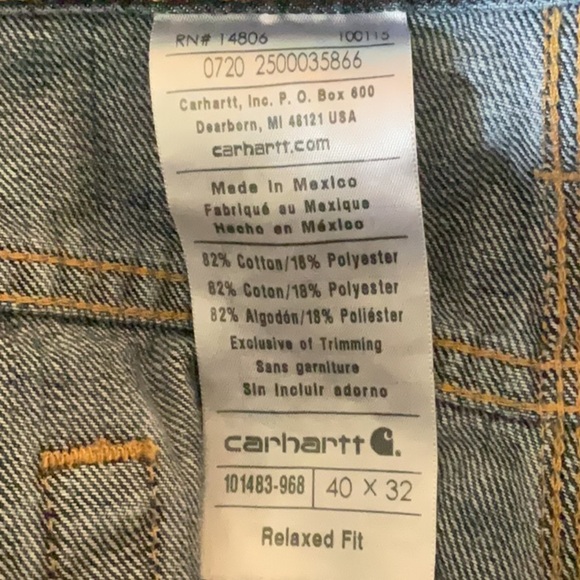 RN# 14806 100115
0720 2500035866
Carhartt, Inc. P. O. Box 600
Dearborn, MI 48121 USA
carhartt.com
Made in Mexico
Fabriqué au Mexique
Hecho en México
82% Cotton/18% Polyester
82% Coton/18% Polyester
82% Algodón/18% Poliéster
Exclusive of Trimming
Sans garniture
Sin Incluir adorno
carhartt
101483-968 40 X 32
Relaxed Fit